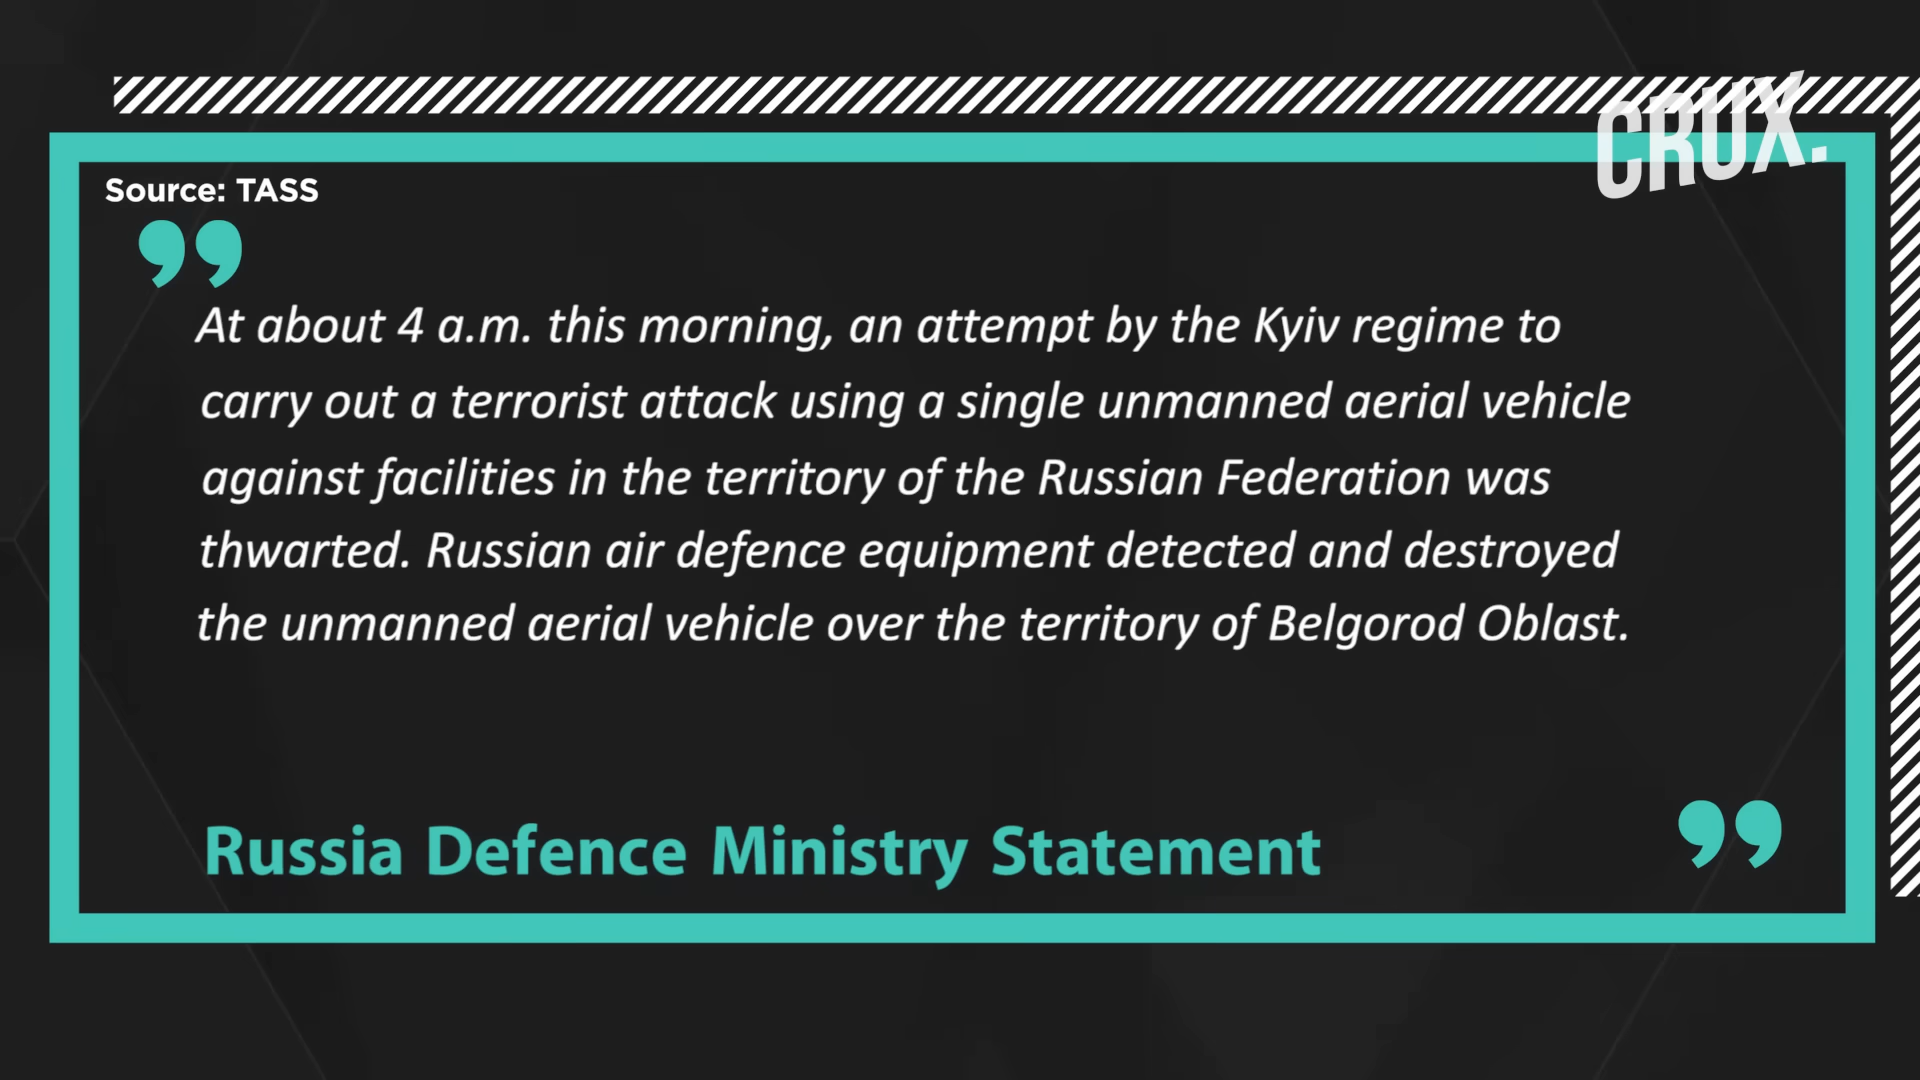 CRUX.
Source: TASS
At about 4 a.m. this morning, an attempt by the Kyiv regime to
carry out a terrorist attack using a single unmanned aerial vehicle
against facilities in the territory of the Russian Federation was
thwarted. Russian air defence equipment detected and destroyed
the unmanned aerial vehicle over the territory of Belgorod Oblast.
Russia Defence Ministry Statement